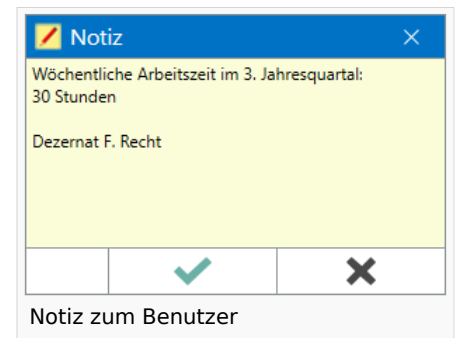 Notiz
Wöchentliche Arbeitszeit im 3. Jahresquartal:
30 Stunden
Dezernat F. Recht
Notiz zum Benutzer